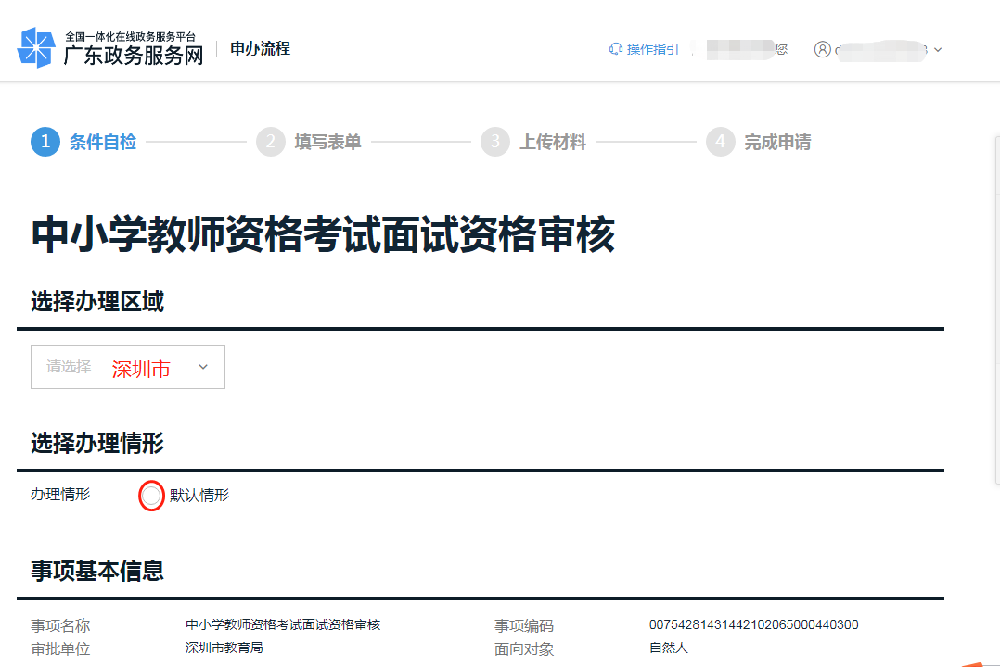 全国一体化在线政务服务平台
广东政务服务网 申办流程 操作指引 您
1 条件自检 2 填写表单 3 上传材料 4 完成申请
中小学教师资格考试面试资格审核
选择办理区域
请选择 深圳市
选择办理情形
办理情形 默认情形
事项基本信息
事项名称 中小学教师资格考试面试资格审核 事项编码 00754281431442102065000440300
审批单位 深圳市教育局 面向对象 自然人